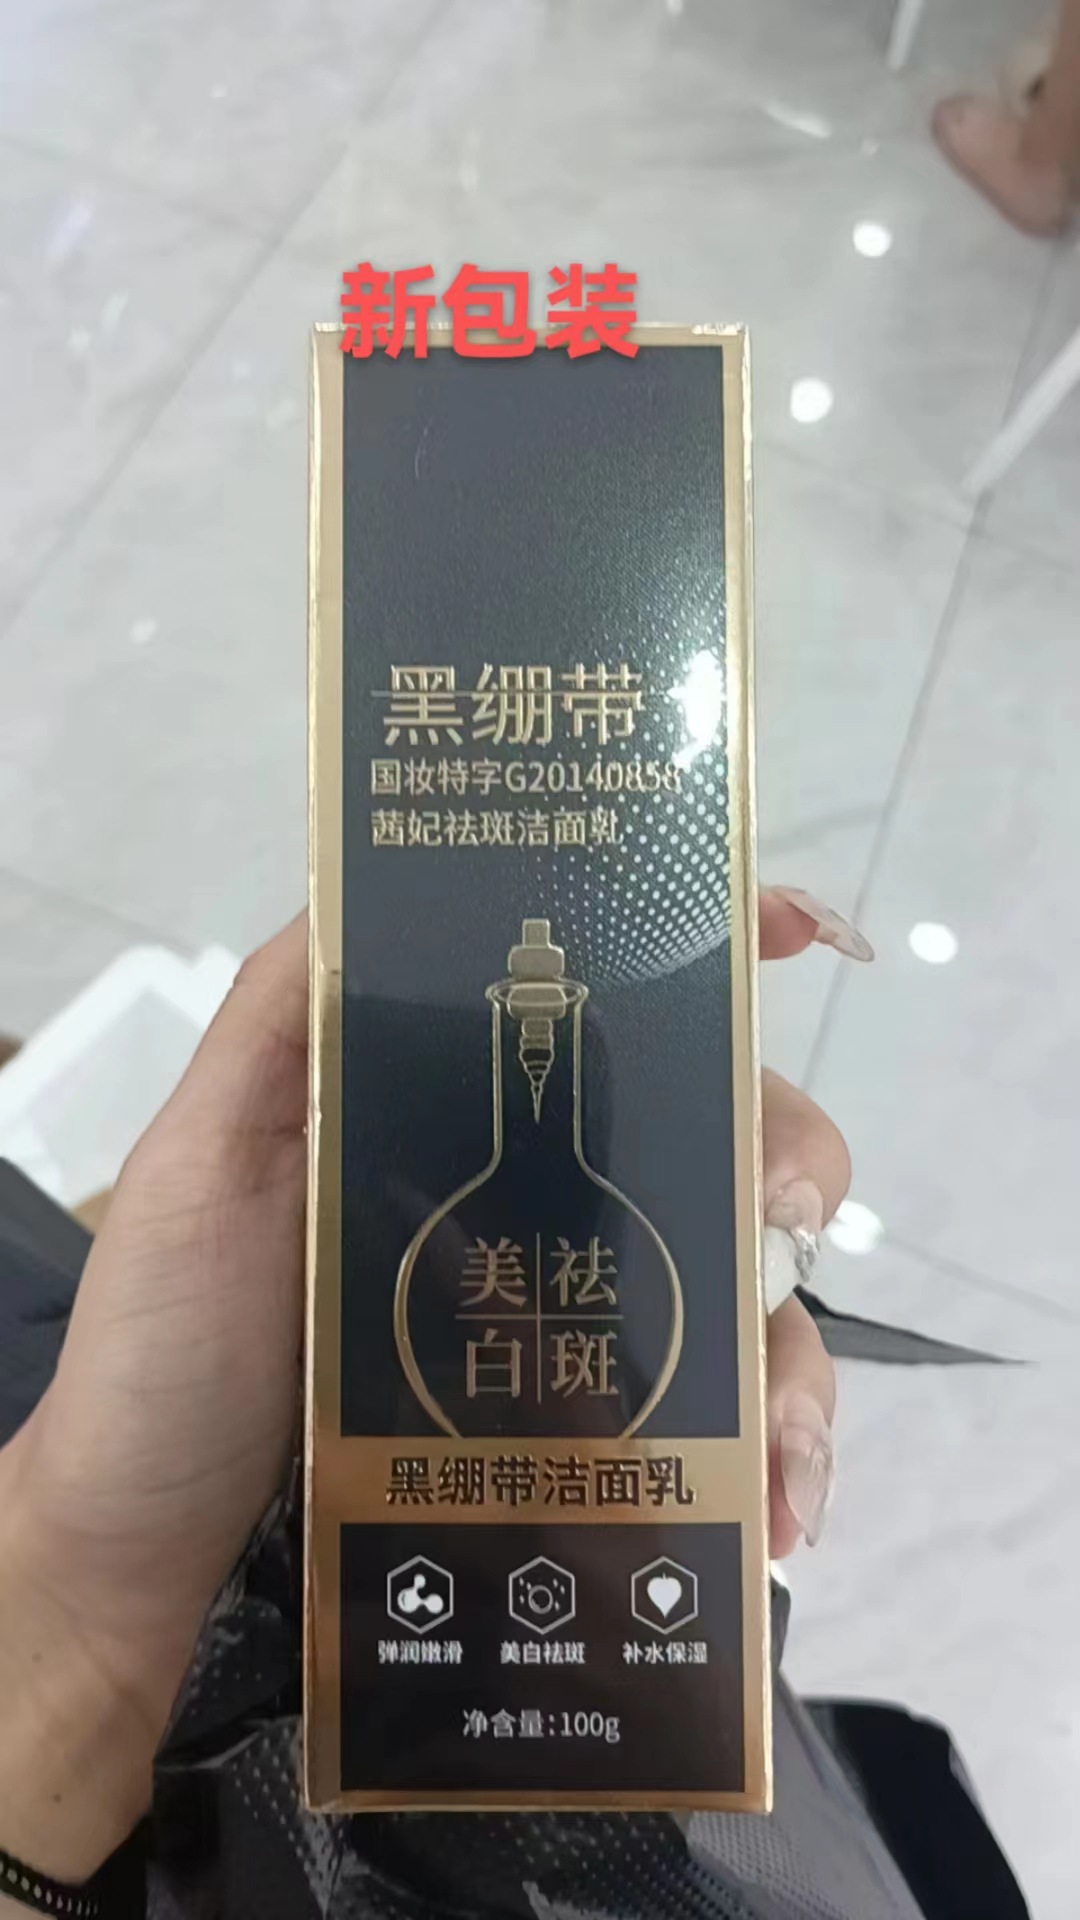 新包装
黑绷带
国妆特字G20140858
茜妃祛斑洁面乳
美 祛
白 斑
黑绷带洁面乳
弹润嫩滑 美白祛斑 补水保湿
净含量:100g